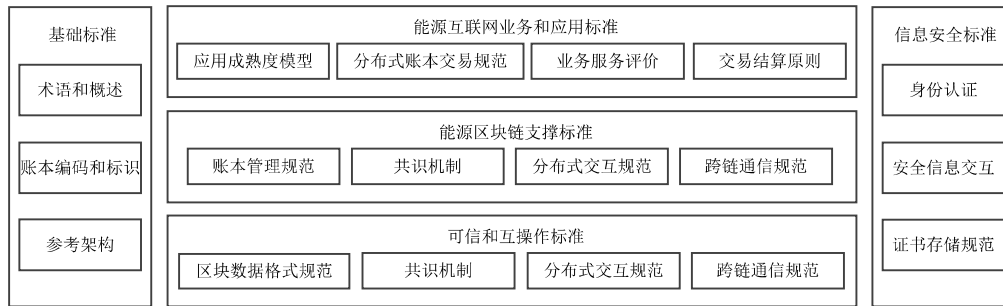 基础标准
术语和概述
账本编码和标识
参考架构
能源互联网业务和应用标准
应用成熟度模型
分布式账本交易规范
业务服务评价
交易结算原则
能源区块链支撑标准
账本管理规范
共识机制
分布式交互规范
跨链通信规范
可信和互操作标准
区块数据格式规范
共识机制
分布式交互规范
跨链通信规范
信息安全标准
身份认证
安全信息交互
证书存储规范